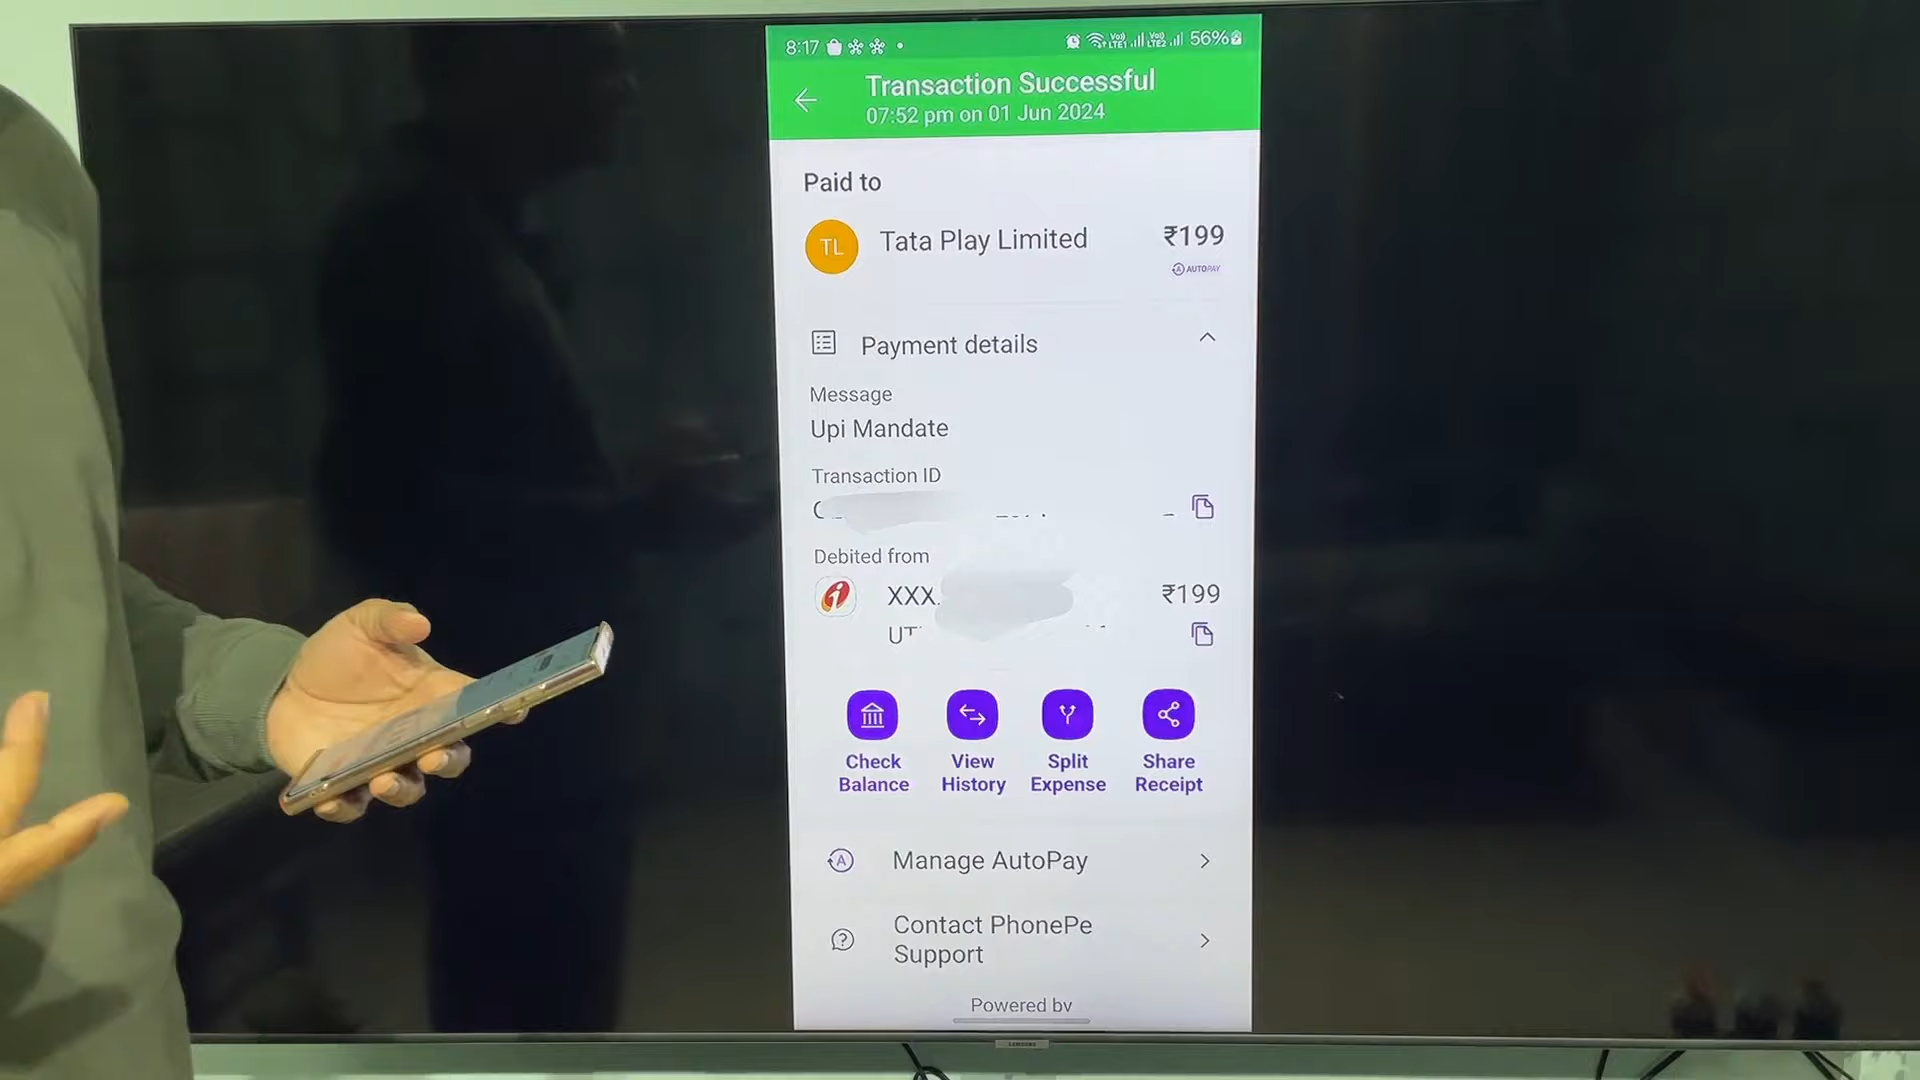 8:17
56%
Transaction Successful
07:52 pm on 01 Jun 2024
Paid to
TL Tata Play Limited ₹199
AUTOPAY
Payment details
Message
Upi Mandate
Transaction ID
Debited from
XXX ₹199
Check Balance
View History
Split Expense
Share Receipt
Manage AutoPay
Contact PhonePe
Support
Powered by
SAMSUNG